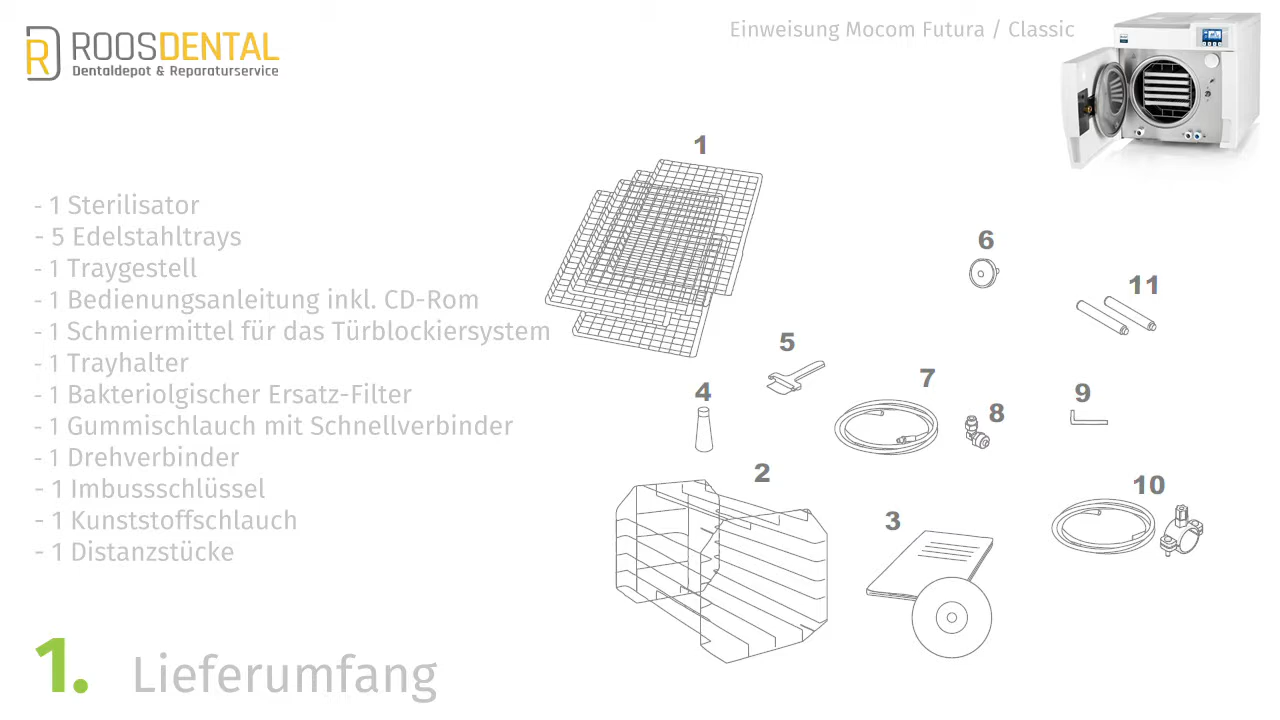 ROOSDENTAL
Dentaldepot & Reparaturservice
Einweisung Mocom Futura / Classic
- 1 Sterilisator
- 5 Edelstahltrays
- 1 Traygestell
- 1 Bedienungsanleitung inkl. CD-Rom
- 1 Schmiermittel für das Türblockiersystem
- 1 Trayhalter
- 1 Bakteriolgischer Ersatz-Filter
- 1 Gummischlauch mit Schnellverbinder
- 1 Drehverbinder
- 1 Imbussschlüssel
- 1 Kunststoffschlauch
- 1 Distanzstücke
1
6
11
5
7
4
9
8
2
10
3
1. Lieferumfang